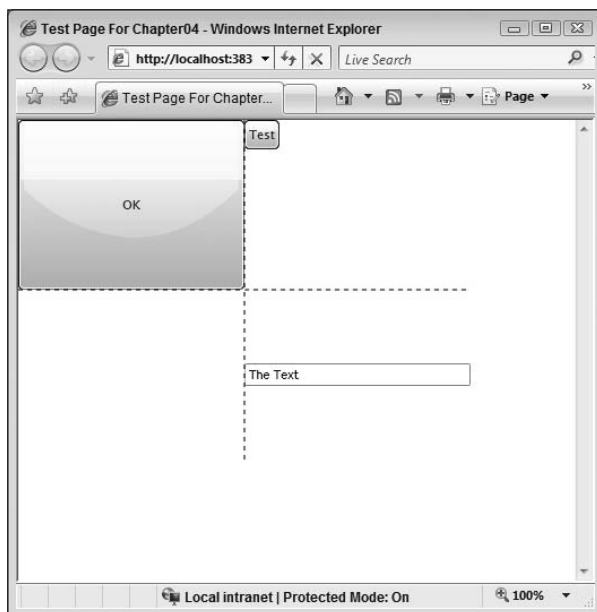 Test Page For Chapter04 - Windows Internet Explorer
http://localhost:383 Live Search
Test Page For Chapter... Page
Test
OK
The Text
Local intranet | Protected Mode: On 100%